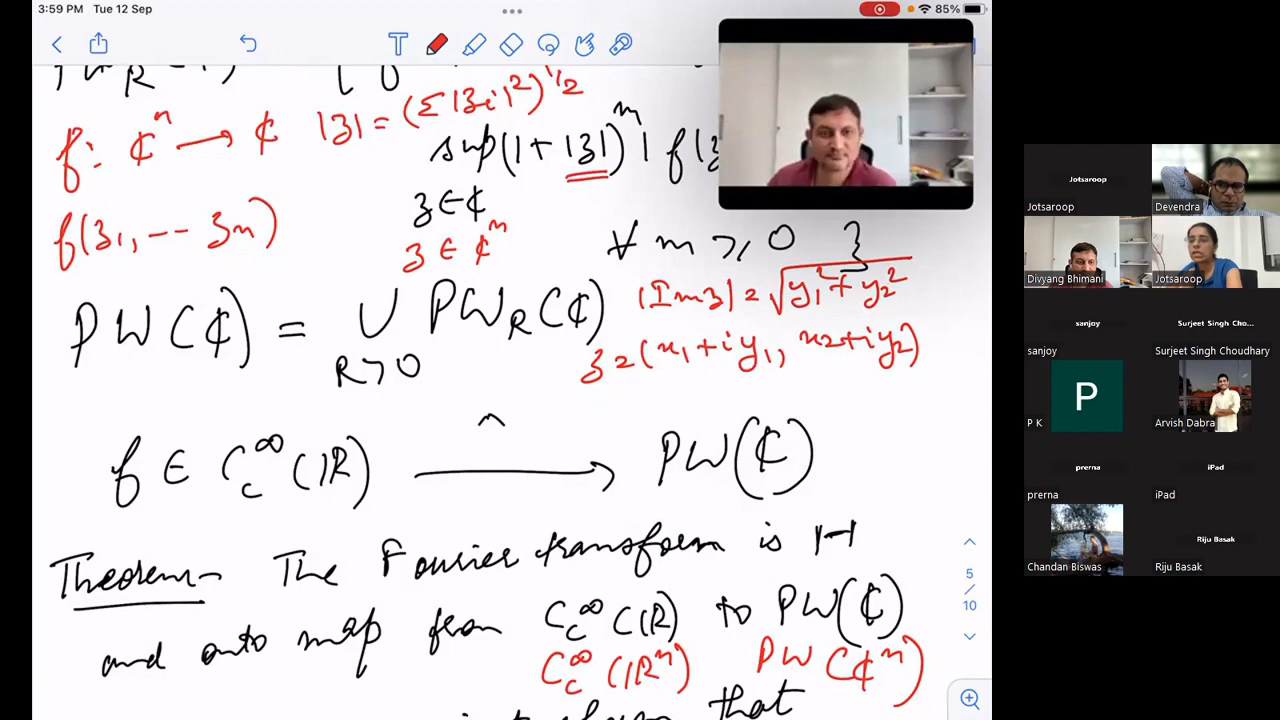 3:59 PM Tue 12 Sep
85%
f: ℂⁿ → ℂ |z| = (Σ|zi|²)^1/2
sup(1 + |z|)^m | f(z
z ∈ ℂ
f(z1, --- zn)
z ∈ ℂⁿ
∀ m ≥ 0 }
|Im z| = √y1² + y2²
PW(ℂ) = ∪ PW_R(ℂ)
R>0
z = (x1 + iy1, x2 + iy2)
^
f ∈ C_c^∞(ℝ) → PW(ℂ)
Theorem - The Fourier transform is 1-1
and onto map from C_c^∞(ℝ) to PW(ℂ)
C_c^∞(ℝⁿ) PW(ℂⁿ)
that
5
/
10
Jotsaroop
Jotsaroop
Devendra
Divyang Bhimani
Jotsaroop
sanjoy
Surjeet Singh Cho...
sanjoy
Surjeet Singh Choudhary
P
P K
Arvish Dabra
prerna
iPad
prerna
iPad
Riju Basak
Chandan Biswas
Riju Basak